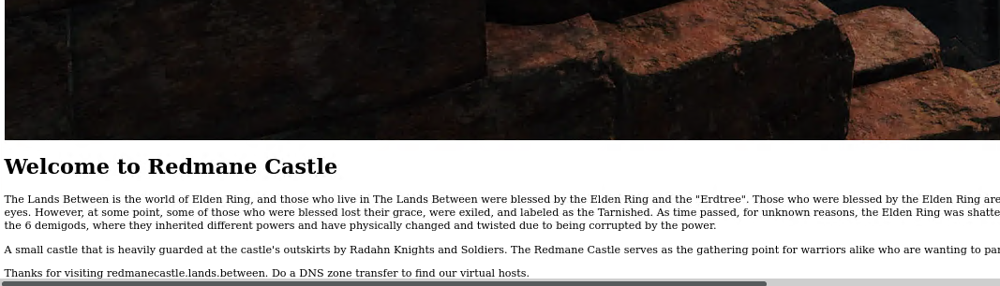 Welcome to Redmane Castle
The Lands Between is the world of Elden Ring, and those who live in The Lands Between were blessed by the Elden Ring and the "Erdtree". Those who were blessed by the Elden Ring are
eyes. However, at some point, some of those who were blessed lost their grace, were exiled, and labeled as the Tarnished. As time passed, for unknown reasons, the Elden Ring was
the 6 demigods, where they inherited different powers and have physically changed and twisted due to being corrupted by the power.
A small castle that is heavily guarded at the castle's outskirts by Radahn Knights and Soldiers. The Redmane Castle serves as the gathering point for warriors alike who are wanting to
Thanks for visiting redmanecastle.lands.between. Do a DNS zone transfer to find our virtual hosts.